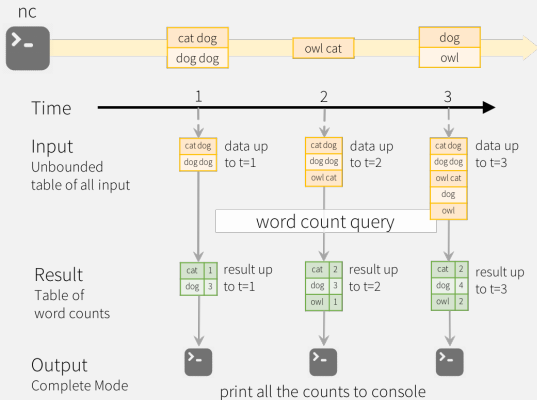 nc
cat dog
dog dog
owl cat
dog
owl
Time
1
2
3
Input
Unbounded
table of all input
cat dog
dog dog
data up
to t=1
cat dog
dog dog
owl cat
data up
to t=2
cat dog
dog dog
owl cat
dog
owl
data up
to t=3
word count query
Result
Table of
word counts
cat 1
dog 3
result up
to t=1
cat 2
dog 3
owl 1
result up
to t=2
cat 2
dog 4
owl 2
result up
to t=3
Output
Complete Mode
print all the counts to console